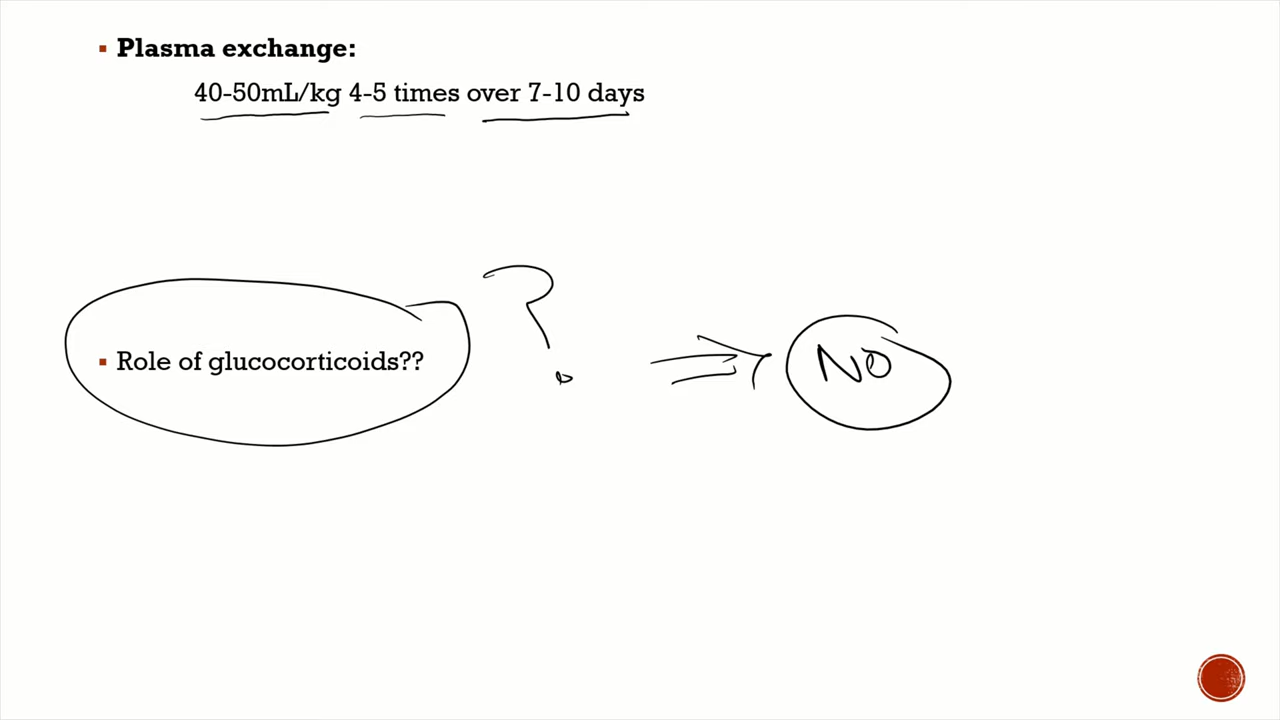 Plasma exchange:
40-50mL/kg 4-5 times over 7-10 days
Role of glucocorticoids?? ? ⇒ NO